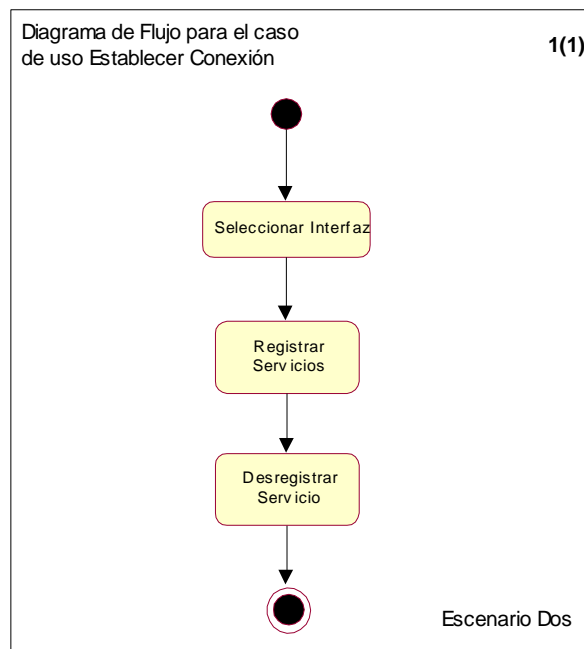 Diagrama de Flujo para el caso
de uso Establecer Conexión
1(1)
Seleccionar Interfaz
Registrar
Servicios
Desregistrar
Servicio
Escenario Dos